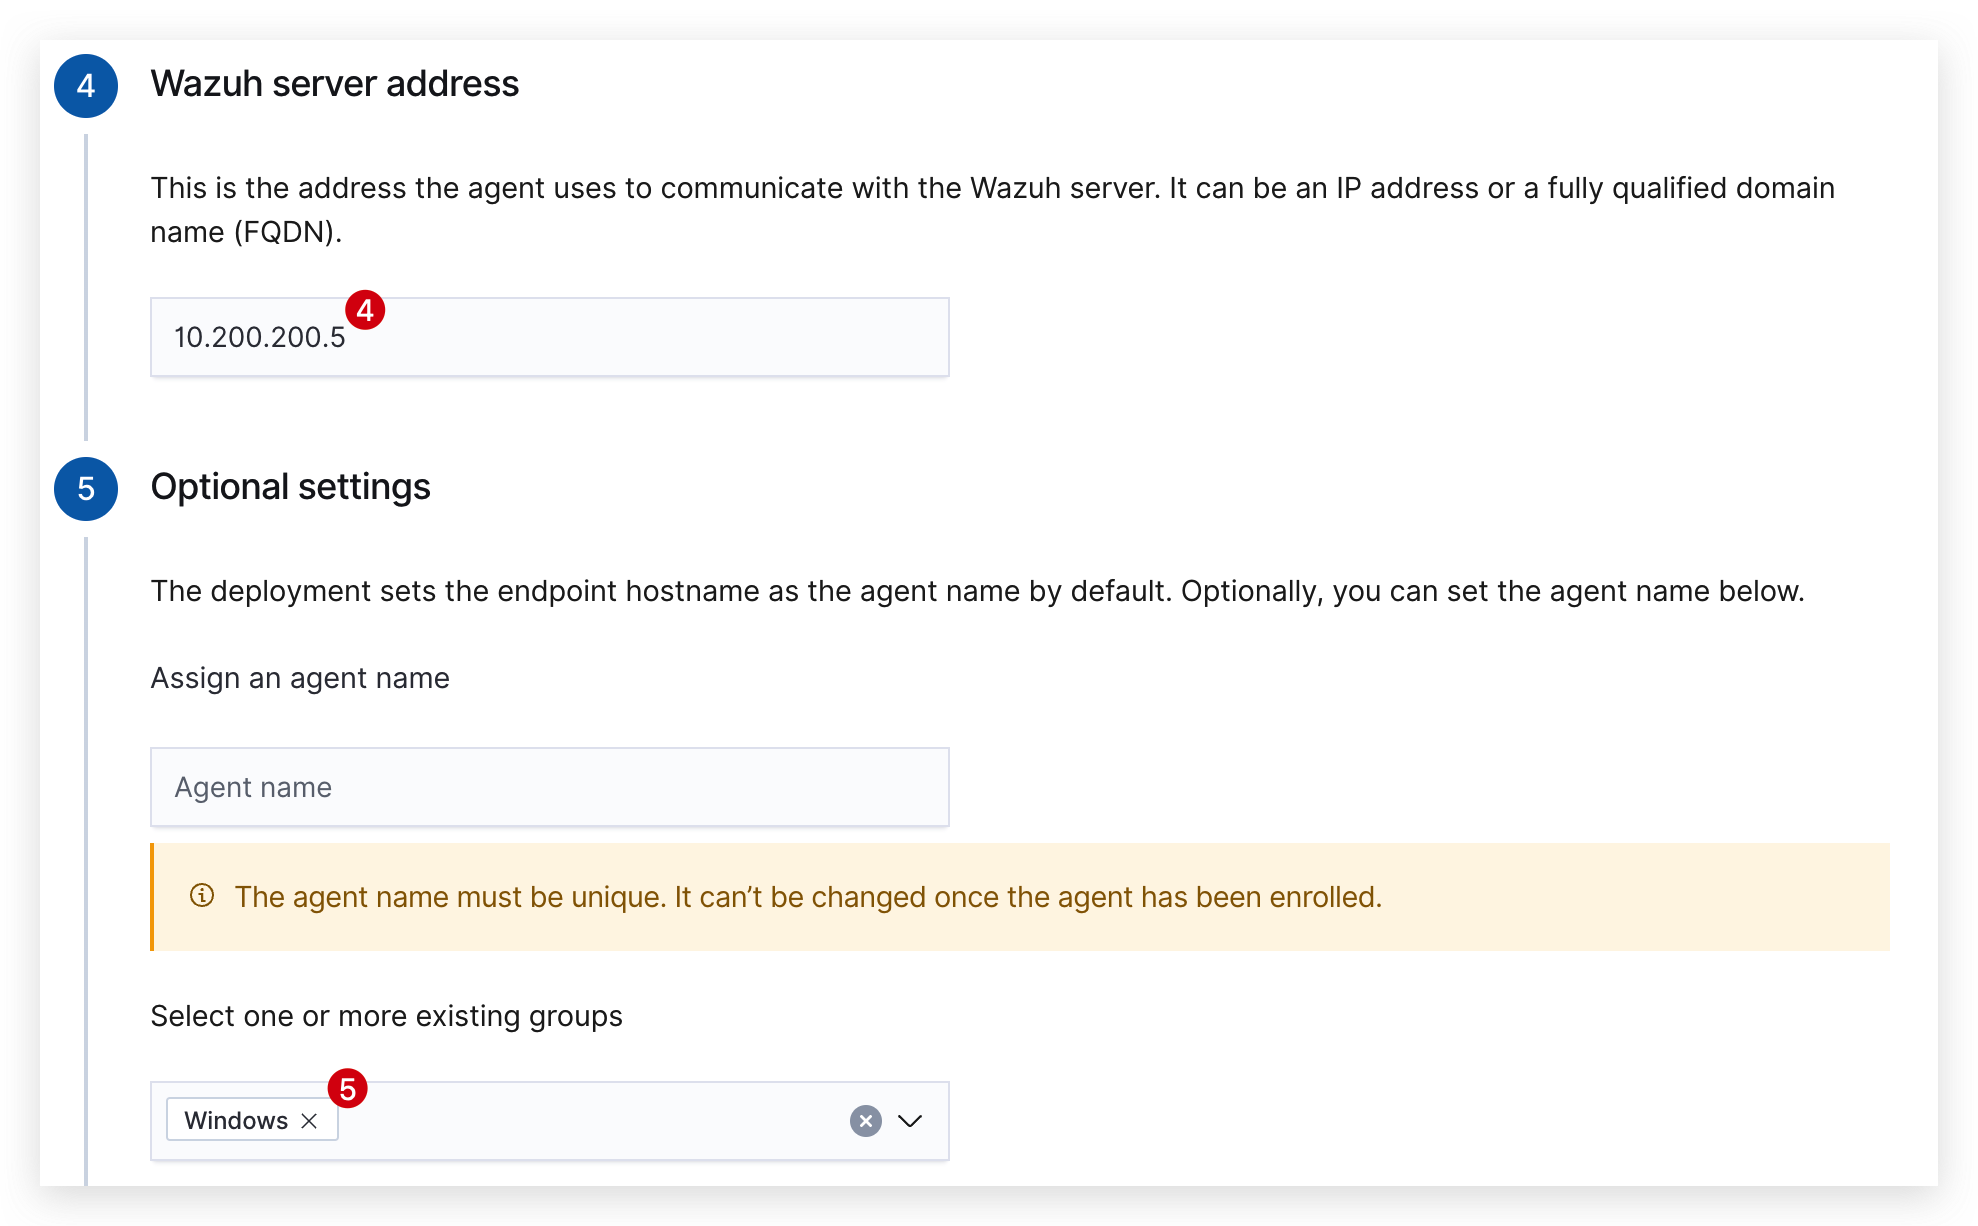 4
Wazuh server address
This is the address the agent uses to communicate with the Wazuh server. It can be an IP address or a fully qualified domain
name (FQDN).
4
10.200.200.5
5
Optional settings
The deployment sets the endpoint hostname as the agent name by default. Optionally, you can set the agent name below.
Assign an agent name
Agent name
The agent name must be unique. It can’t be changed once the agent has been enrolled.
Select one or more existing groups
5
Windows